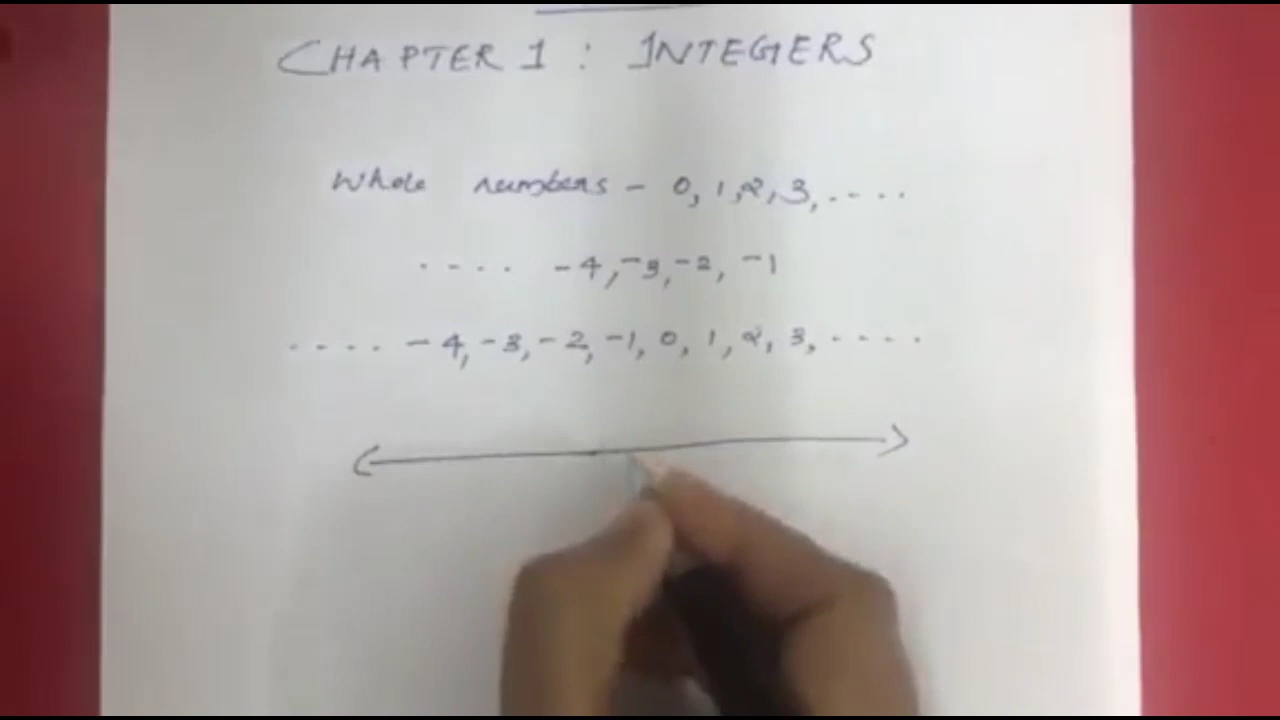 CHAPTER 1 : INTEGERS
Whole numbers - 0, 1, 2, 3, ....
.... -4, -3, -2, -1
.... -4, -3, -2, -1, 0, 1, 2, 3, ....